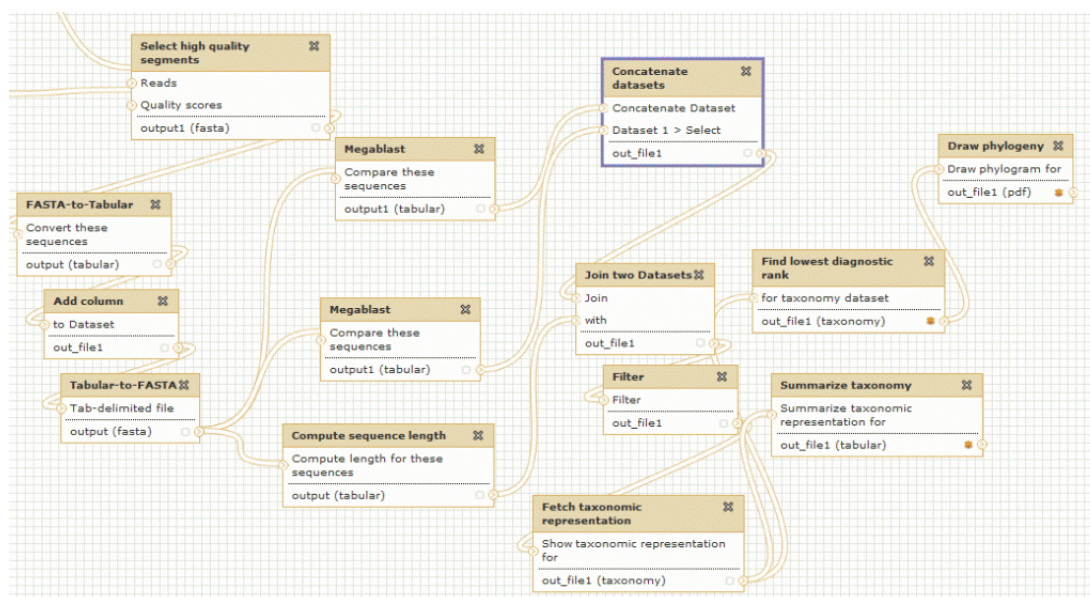 Select high quality
segments
Reads
Quality scores
output1 (fasta)
FASTA-to-Tabular
Convert these
sequences
output (tabular)
Add column
to Dataset
out_file1
Tabular-to-FASTA
Tab-delimited file
output (fasta)
Megablast
Compare these
sequences
output1 (tabular)
Megablast
Compare these
sequences
output1 (tabular)
Compute sequence length
Compute length for these
sequences
output (tabular)
Concatenate
datasets
Concatenate Dataset
Dataset 1 > Select
out_file1
Join two Datasets
Join
with
out_file1
Filter
Filter
out_file1
Fetch taxonomic
representation
Show taxonomic representation
for
out_file1 (taxonomy)
Find lowest diagnostic
rank
for taxonomy dataset
out_file1 (taxonomy)
Summarize taxonomy
Summarize taxonomic
representation for
out_file1 (tabular)
Draw phylogeny
Draw phylogram for
out_file1 (pdf)